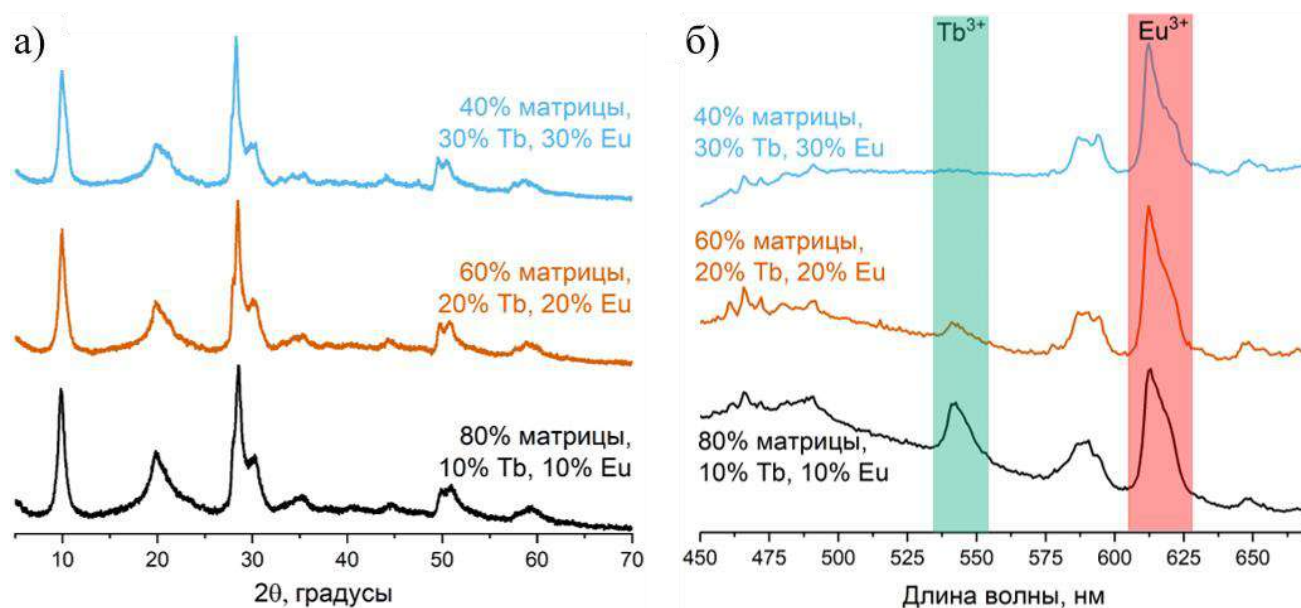 а)
40% матрицы,
30% Tb, 30% Eu
60% матрицы,
20% Tb, 20% Eu
80% матрицы,
10% Tb, 10% Eu
10 20 30 40 50 60 70
2θ, градусы
б)
Tb³⁺ Eu³⁺
40% матрицы,
30% Tb, 30% Eu
60% матрицы,
20% Tb, 20% Eu
80% матрицы,
10% Tb, 10% Eu
450 475 500 525 550 575 600 625 650
Длина волны, нм